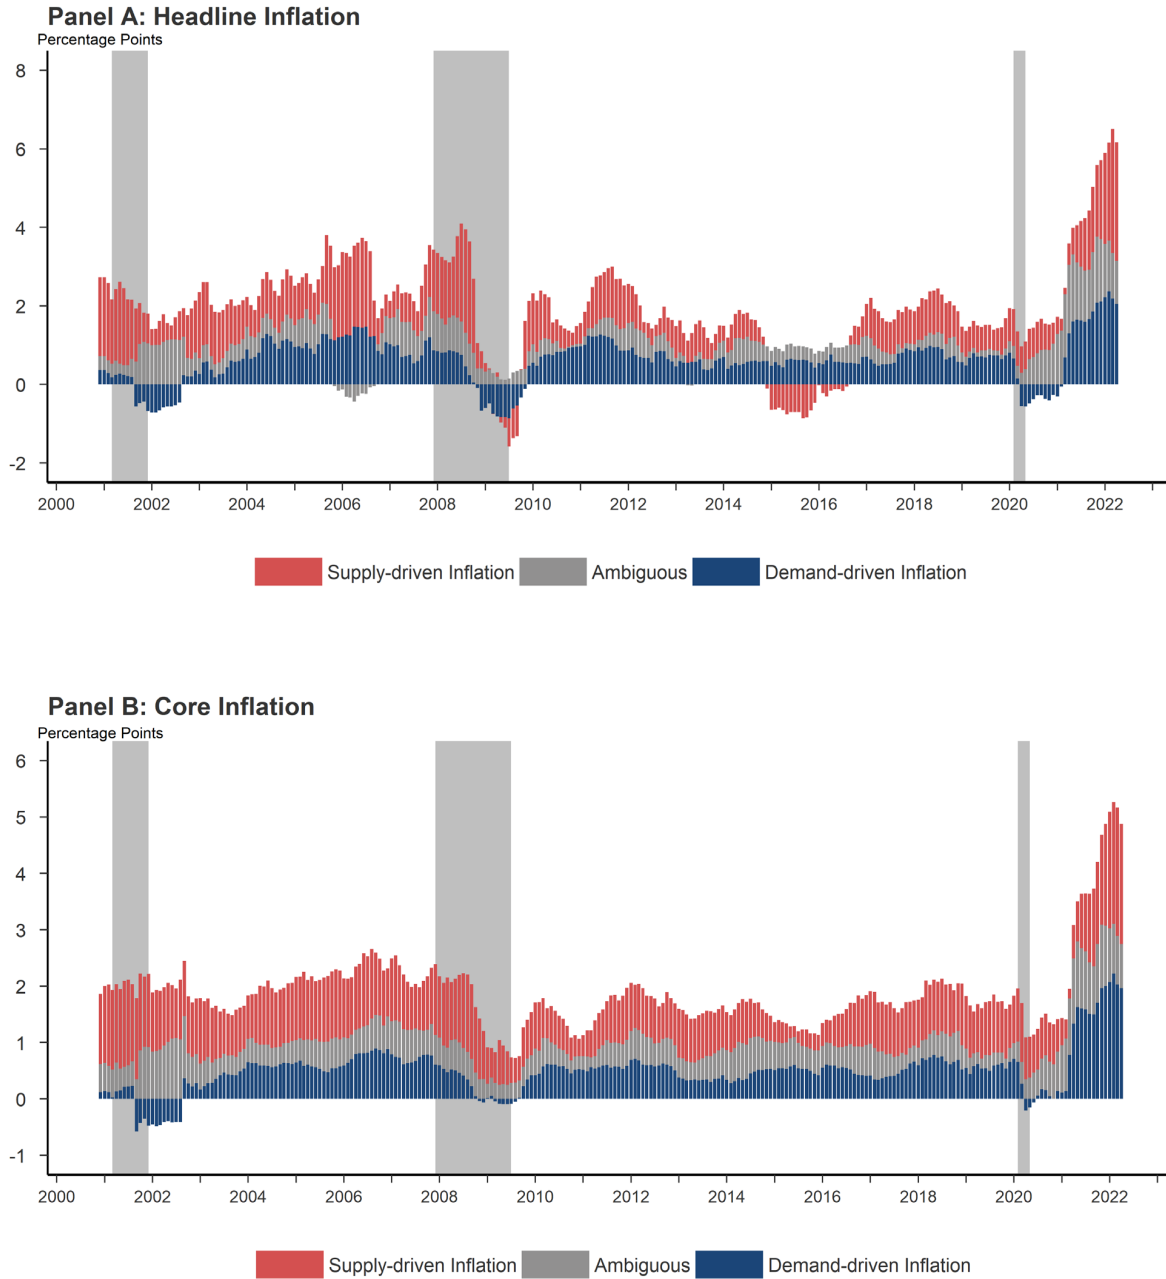 Panel A: Headline Inflation
Percentage Points
8
6
4
2
0
-2
2000 2002 2004 2006 2008 2010 2012 2014 2016 2018 2020 2022
Supply-driven Inflation Ambiguous Demand-driven Inflation
Panel B: Core Inflation
Percentage Points
6
5
4
3
2
1
0
-1
2000 2002 2004 2006 2008 2010 2012 2014 2016 2018 2020 2022
Supply-driven Inflation Ambiguous Demand-driven Inflation